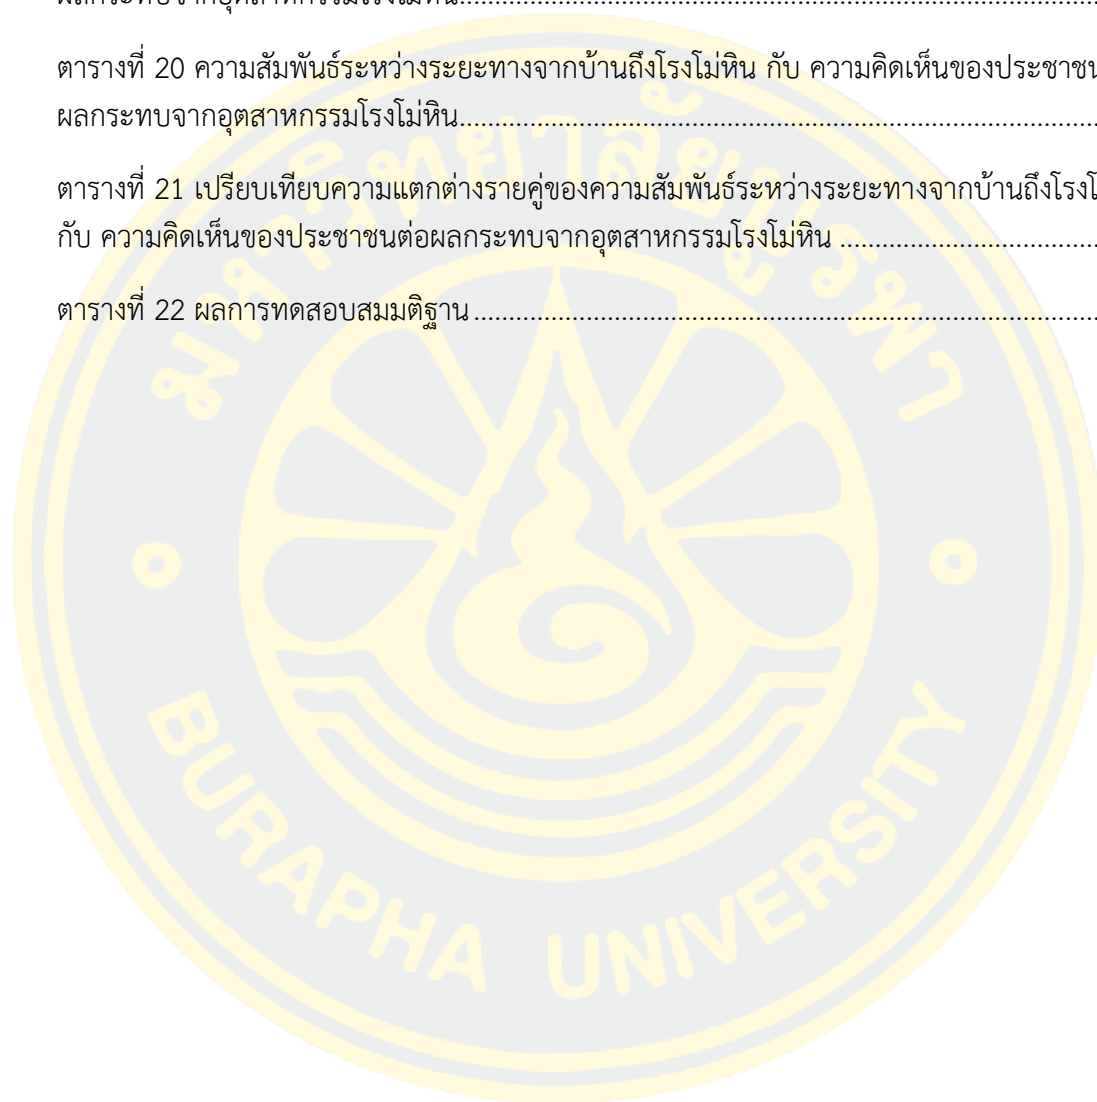 ผลกระทบจากอุตสาหกรรมโรงโม่หิน
ตารางที่ 20 ความสัมพันธ์ระหว่างระยะทางจากบ้านถึงโรงโม่หิน กับ ความคิดเห็นของประชาชน
ผลกระทบจากอุตสาหกรรมโรงโม่หิน
ตารางที่ 21 เปรียบเทียบความแตกต่างรายคู่ของความสัมพันธ์ระหว่างระยะทางจากบ้านถึงโรงโ
กับ ความคิดเห็นของประชาชนต่อผลกระทบจากอุตสาหกรรมโรงโม่หิน
ตารางที่ 22 ผลการทดสอบสมมติฐาน
มหาวิทยาลัยบูรพา
BURAPHA UNIVERSITY